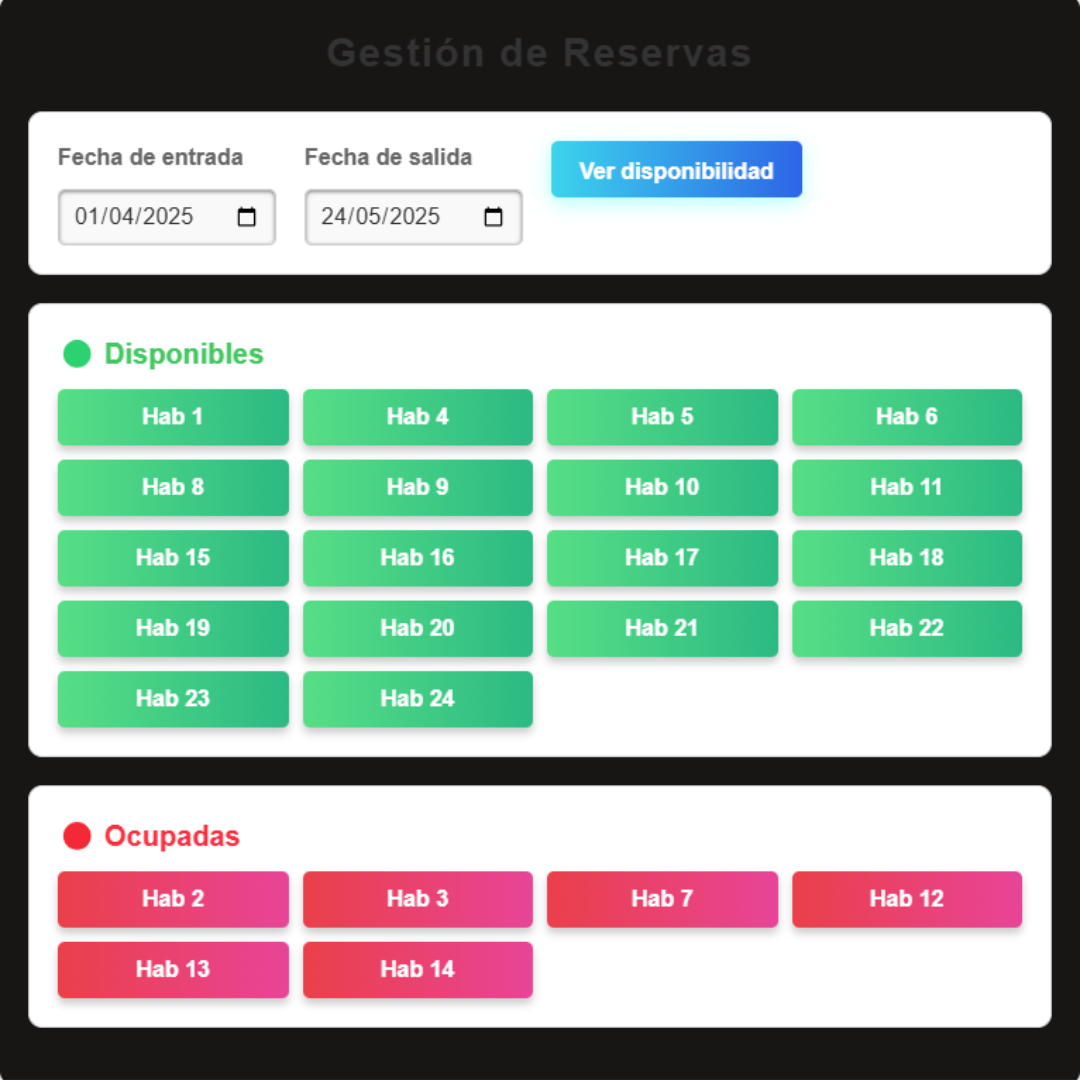 Gestión de Reservas
Fecha de entrada Fecha de salida Ver disponibilidad
01/04/2025 24/05/2025
Disponibles
Hab 1 Hab 4 Hab 5 Hab 6
Hab 8 Hab 9 Hab 10 Hab 11
Hab 15 Hab 16 Hab 17 Hab 18
Hab 19 Hab 20 Hab 21 Hab 22
Hab 23 Hab 24
Ocupadas
Hab 2 Hab 3 Hab 7 Hab 12
Hab 13 Hab 14